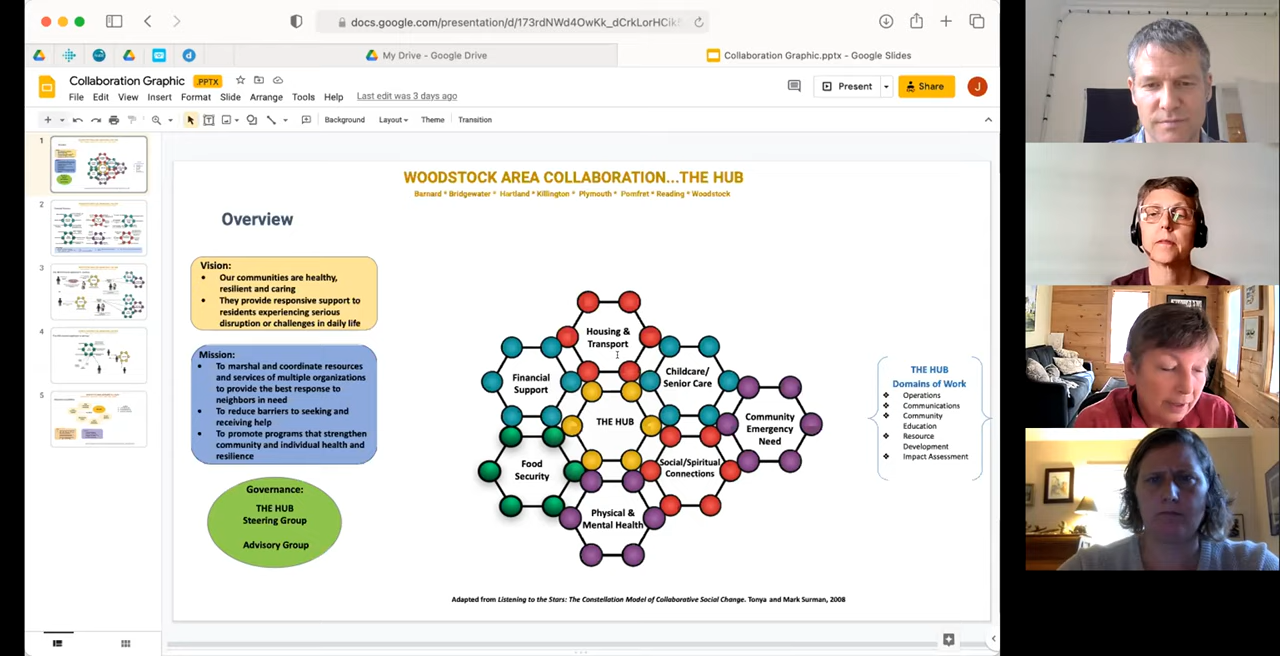 docs.google.com/presentation/d/173rdNWd4OwKk_dCrkLorHCik
My Drive - Google Drive
Collaboration Graphic.pptx - Google Slides
Collaboration Graphic .PPTX
File Edit View Insert Format Slide Arrange Tools Help Last edit was 3 days ago
Present
Share
J
Background Layout Theme Transition
1
2
3
4
5
WOODSTOCK AREA COLLABORATION...THE HUB
Barnard * Bridgewater * Hartland * Killington * Plymouth * Pomfret * Reading * Woodstock
Overview
Vision:
• Our communities are healthy,
resilient and caring
• They provide responsive support to
residents experiencing serious
disruption or challenges in daily life
Mission:
• To marshal and coordinate resources
and services of multiple organizations
to provide the best response to
neighbors in need
• To reduce barriers to seeking and
receiving help
• To promote programs that strengthen
community and individual health and
resilience
Governance:
THE HUB
Steering Group
Advisory Group
Housing &
Transport
Financial
Support
Childcare/
Senior Care
THE HUB
Community
Emergency
Need
Food
Security
Social/Spiritual
Connections
Physical &
Mental Health
THE HUB
Domains of Work
❖ Operations
❖ Communications
❖ Community
Education
❖ Resource
Development
❖ Impact Assessment
Adapted from Listening to the Stars: The Constellation Model of Collaborative Social Change. Tonya and Mark Surman, 2008